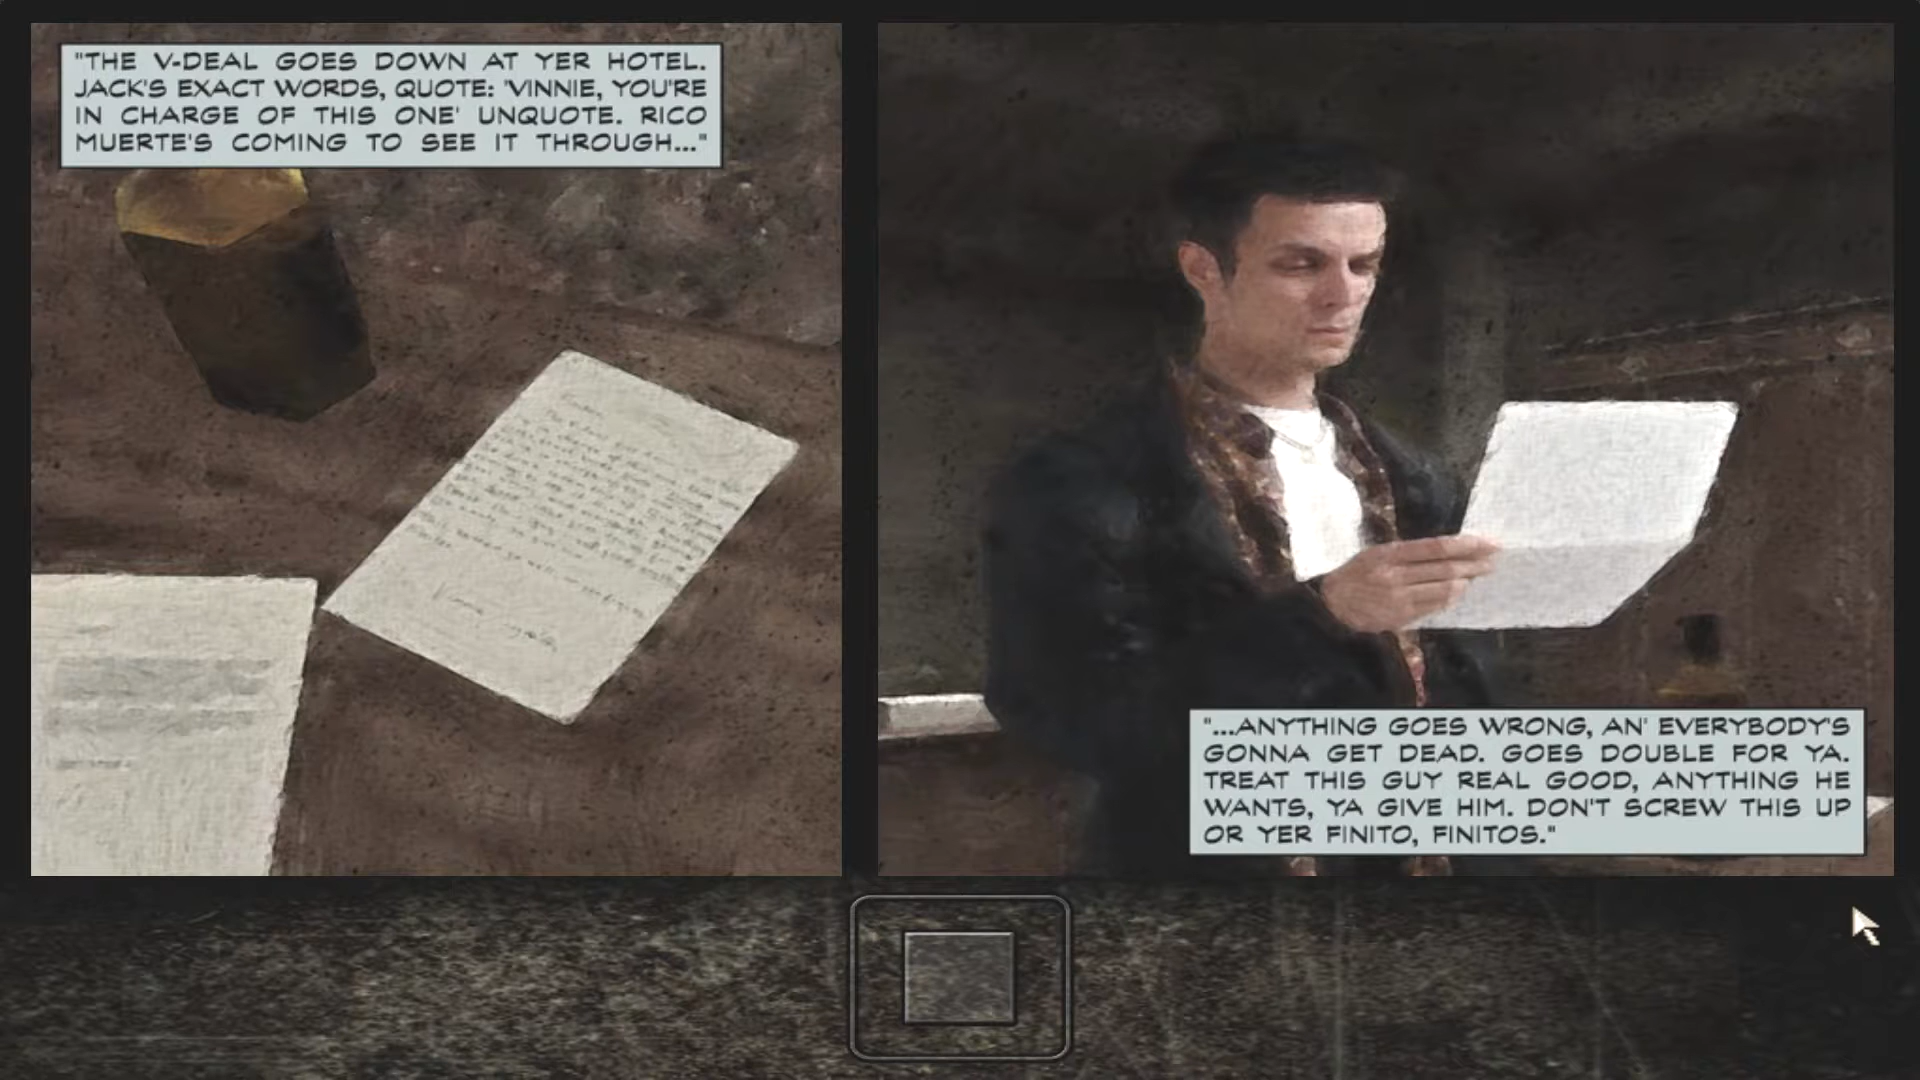 "THE V-DEAL GOES DOWN AT YER HOTEL.
JACK'S EXACT WORDS, QUOTE: 'VINNIE, YOU'RE
IN CHARGE OF THIS ONE' UNQUOTE. RICO
MUERTE'S COMING TO SEE IT THROUGH..."
"...ANYTHING GOES WRONG, AN' EVERYBODY'S
GONNA GET DEAD. GOES DOUBLE FOR YA.
TREAT THIS GUY REAL GOOD, ANYTHING HE
WANTS, YA GIVE HIM. DON'T SCREW THIS UP
OR YER FINITO, FINITOS."